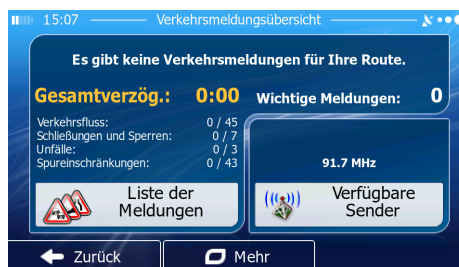 15:07 Verkehrsmeldungsübersicht
Es gibt keine Verkehrsmeldungen für Ihre Route.
Gesamtverzög.: 0:00
Wichtige Meldungen: 0
Verkehrsfluss: 0 / 45
Schließungen und Sperren: 0 / 7
Unfälle: 0 / 3
Spureinschränkungen: 0 / 43
91.7 MHz
Liste der
Meldungen
Verfügbare
Sender
Zurück
Mehr